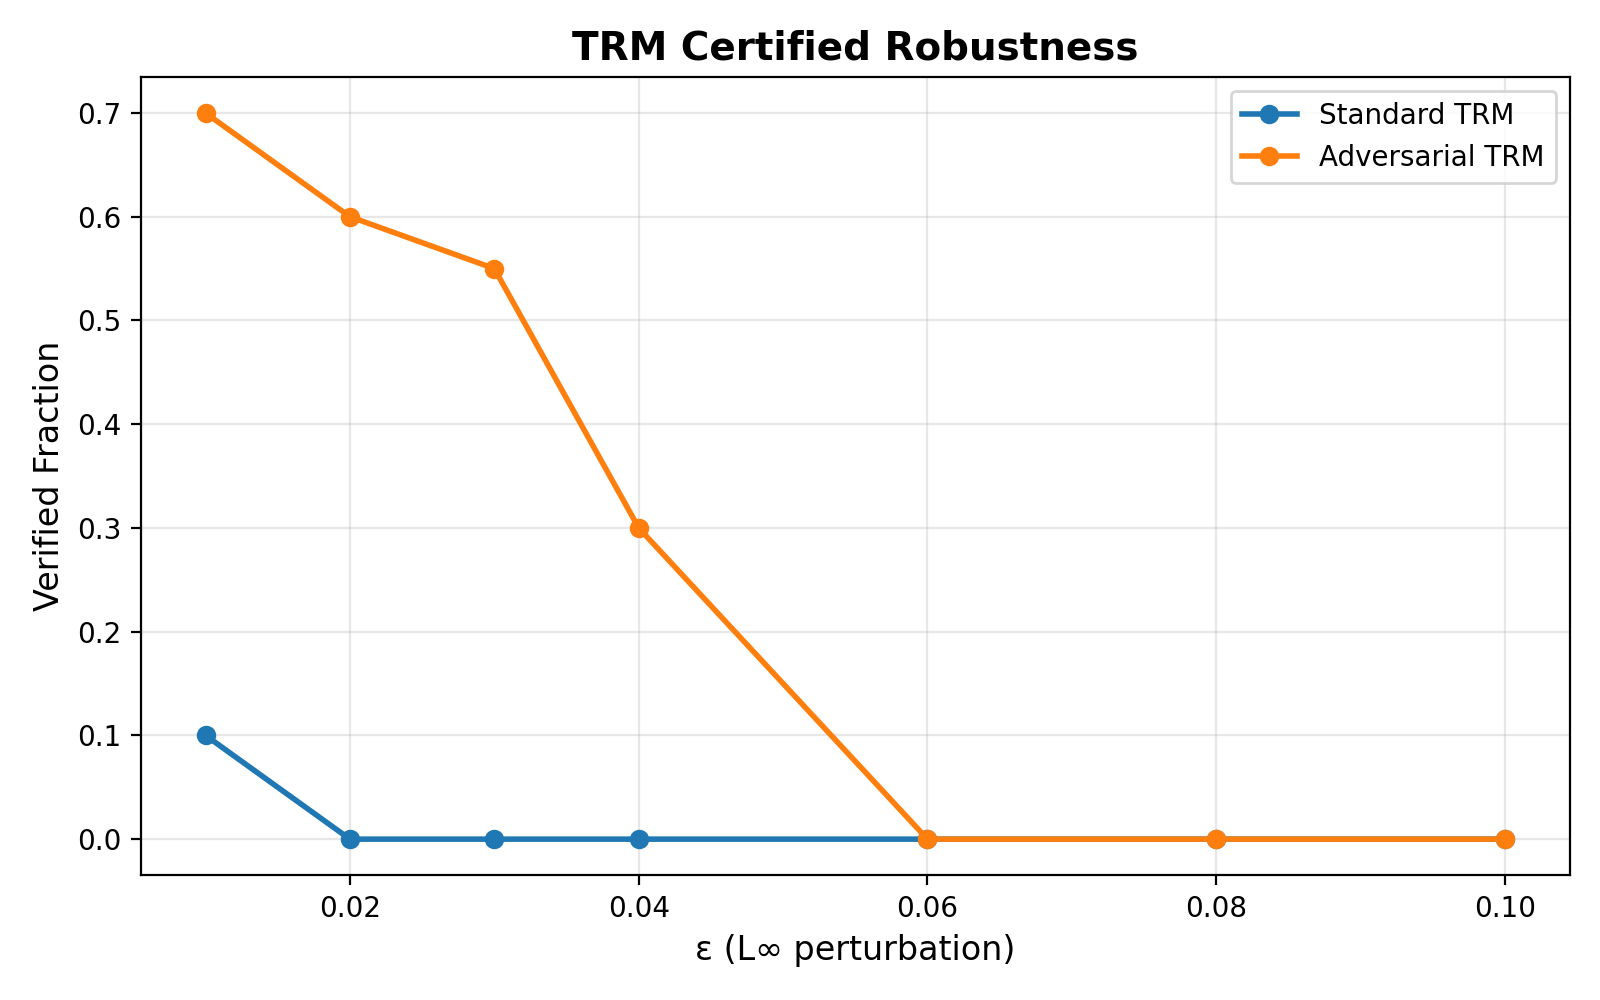 TRM Certified Robustness
Standard TRM
Adversarial TRM
Verified Fraction
0.7
0.6
0.5
0.4
0.3
0.2
0.1
0.0
0.02
0.04
0.06
0.08
0.10
ε (L∞ perturbation)